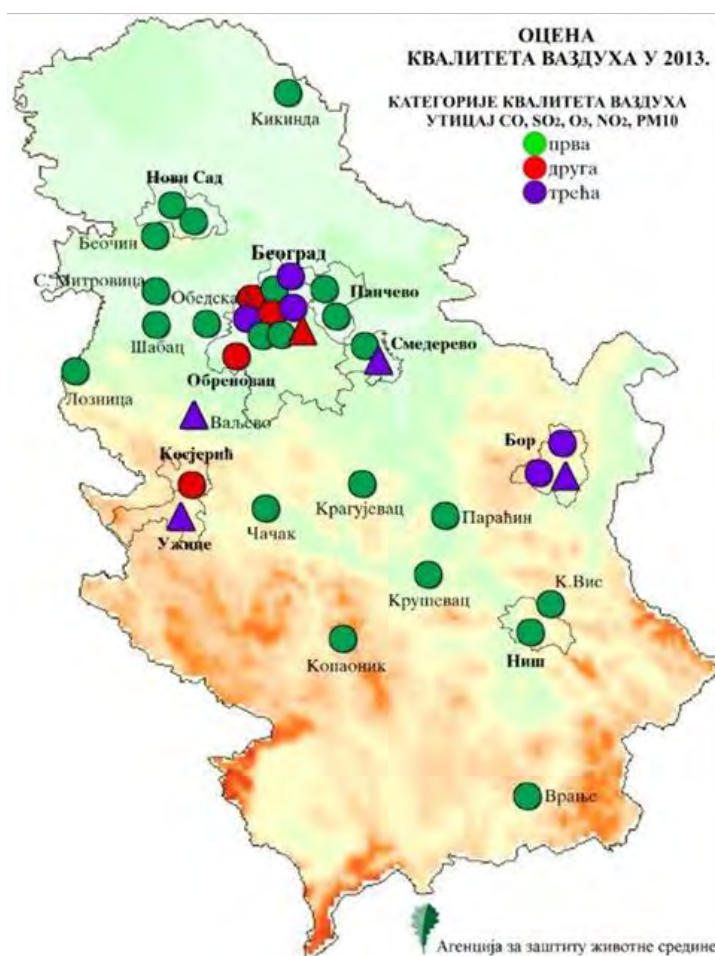 ОЦЕНА
КВАЛИТЕТА ВАЗДУХА У 2013.
КАТЕГОРИЈЕ КВАЛИТЕТА ВАЗДУХА
УТИЦАЈ CO, SO2, O3, NO2, PM10
прва
друга
трећа
Кикинда
Нови Сад
Беочин
Београд
С. Митровица
Обедска
Панчево
Шабац
Смедерево
Обреновац
Лозница
Ваљево
Бор
Косјерић
Крагујевац
Чачак
Параћин
Ужице
Крушевац
К.Вис
Копаоник
Ниш
Врање
Агенција за заштиту животне средине